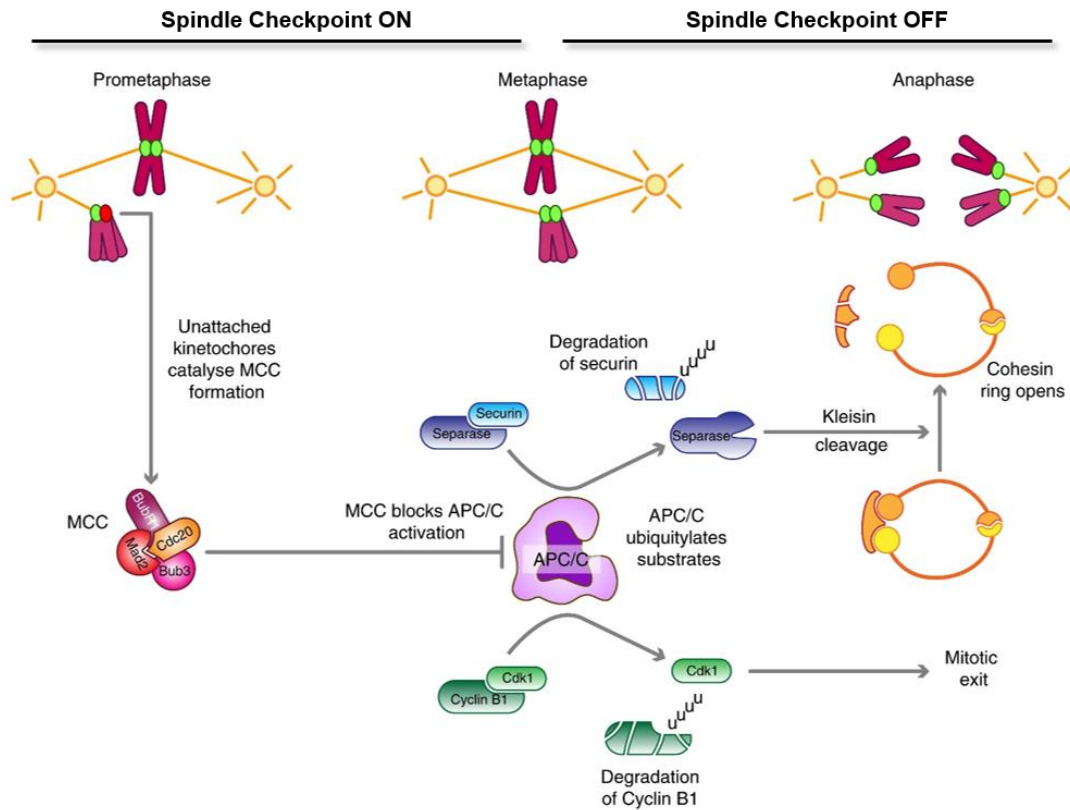 Spindle Checkpoint ON
Spindle Checkpoint OFF
Prometaphase
Metaphase
Anaphase
Unattached
kinetochores
catalyse MCC
formation
Degradation
of securin
u u u u
Securin
Separase
Separase
Kleisin
cleavage
Cohesin
ring opens
MCC
BubR1
Cdc20
Mad2
Bub3
MCC blocks APC/C
activation
APC/C
APC/C
ubiquitylates
substrates
Cdk1
Cyclin B1
Cdk1
u u u u
Mitotic
exit
Degradation
of Cyclin B1